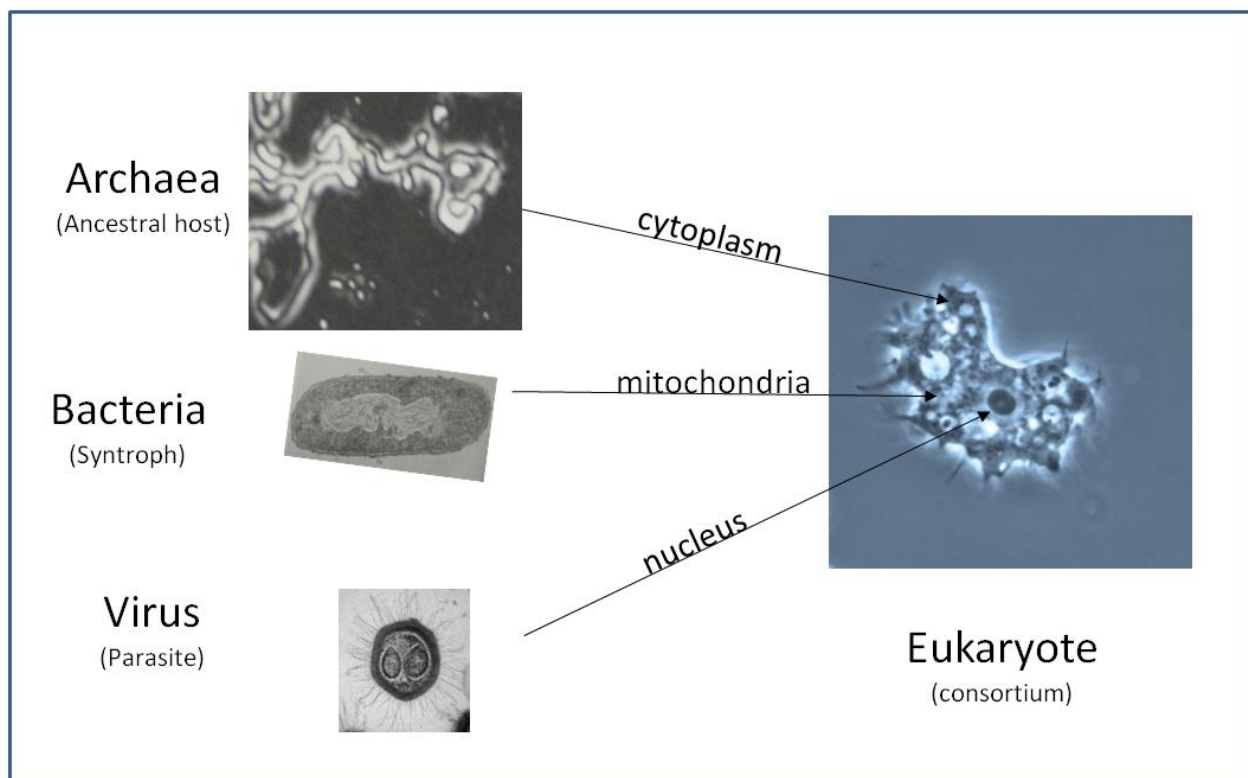 Archaea
(Ancestral host)
cytoplasm
Bacteria
(Syntroph)
mitochondria
Virus
(Parasite)
nucleus
Eukaryote
(consortium)